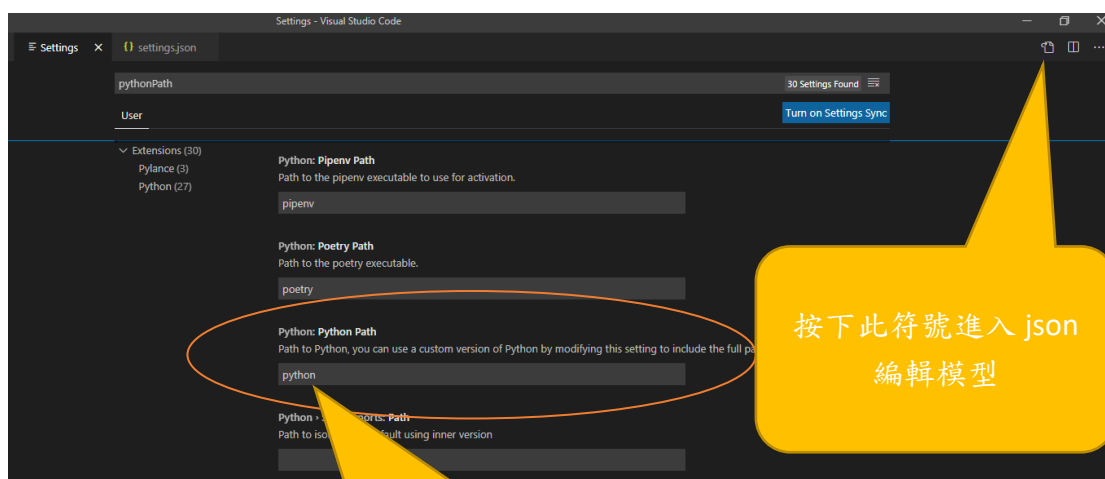 Settings - Visual Studio Code
Settings
settings.json
pythonPath
30 Settings Found
User
Turn on Settings Sync
Extensions (30)
Pylance (3)
Python (27)
Python: Pipenv Path
Path to the pipenv executable to use for activation.
pipenv
Python: Poetry Path
Path to the poetry executable.
poetry
Python: Python Path
Path to Python, you can use a custom version of Python by modifying this setting to include the full
python
按下此符號進入 json
編輯模型
Python ›
Path
Path to
using inner version